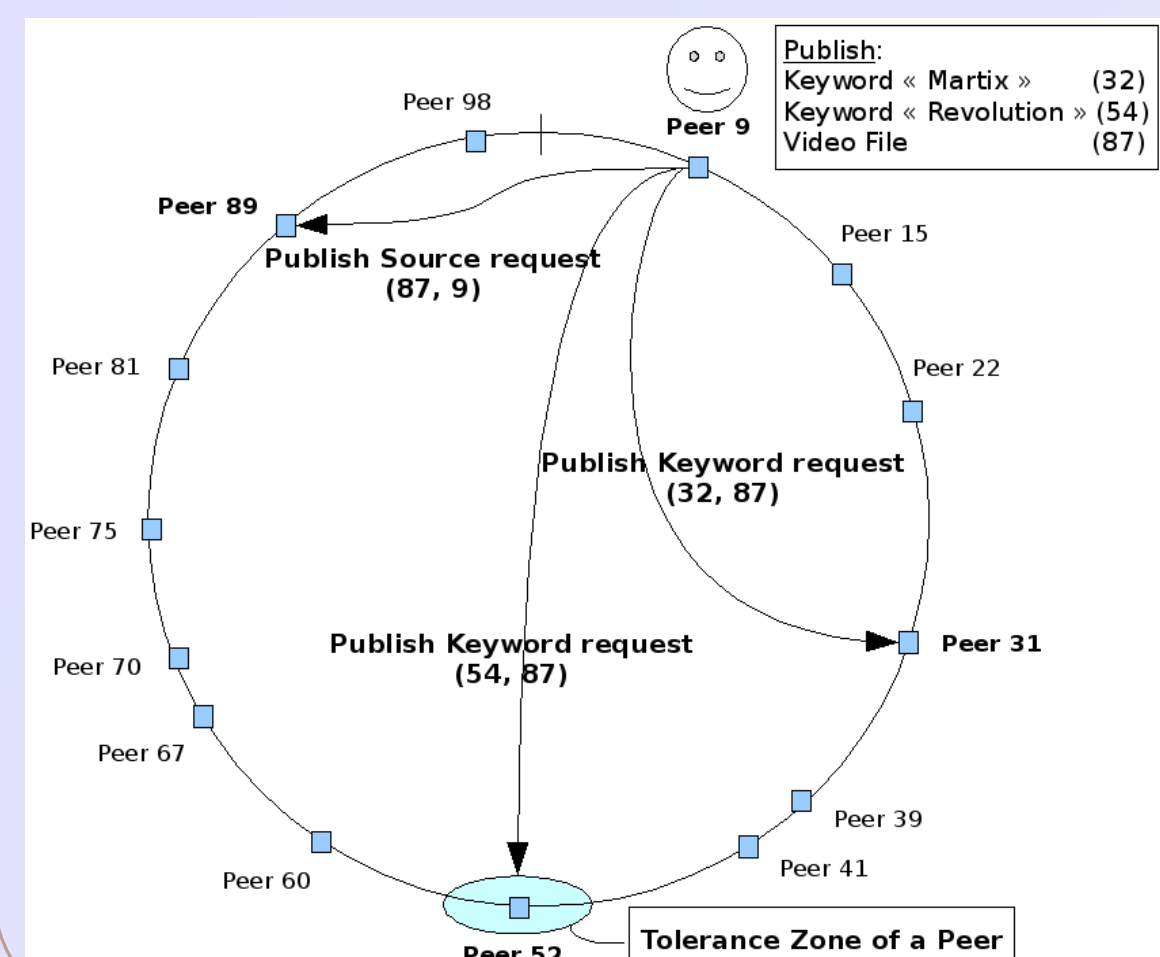 Publish:
Keyword « Martix » (32)
Keyword « Revolution » (54)
Video File (87)
Peer 98
Peer 9
Peer 89
Peer 15
Publish Source request
(87, 9)
Peer 81
Peer 22
Publish Keyword request
(32, 87)
Peer 75
Publish Keyword request
(54, 87)
Peer 31
Peer 70
Peer 67
Peer 39
Peer 41
Peer 60
Tolerance Zone of a Peer
Peer 52